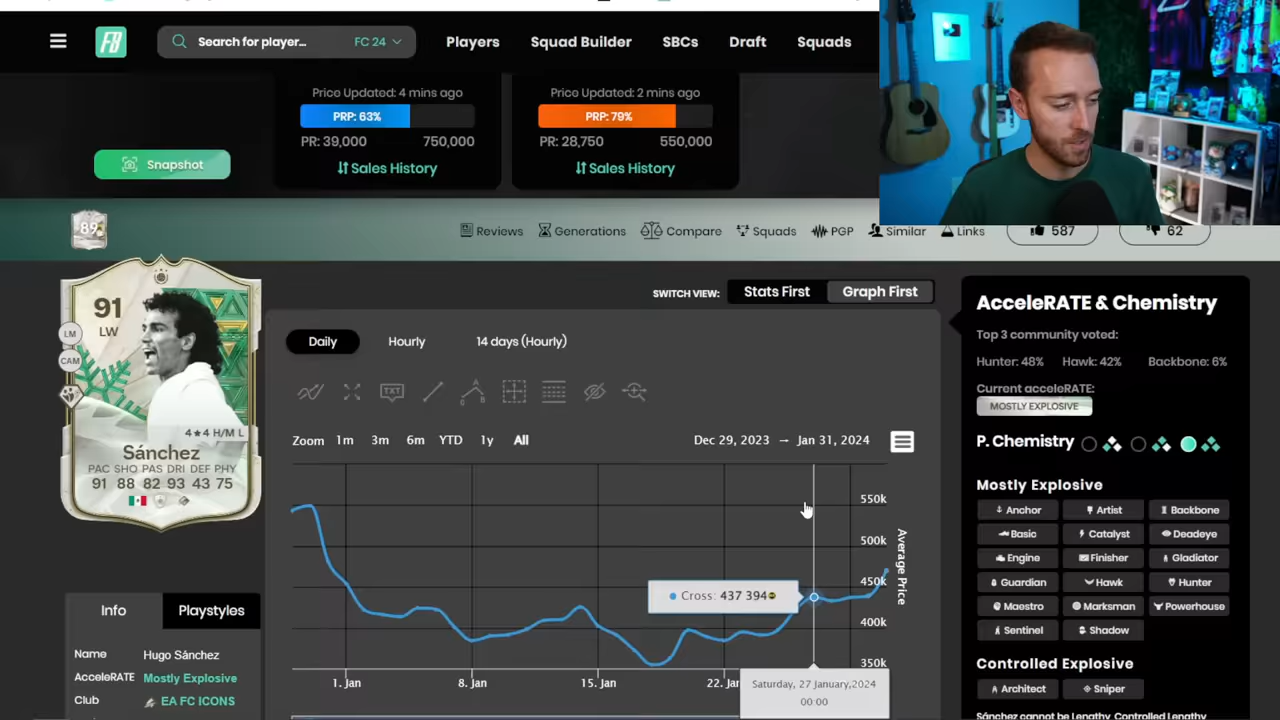 FB
Search for player...
FC 24
Players
Squad Builder
SBCs
Draft
Squads
Price Updated: 4 mins ago
PRP: 63%
PR: 39,000
750,000
Sales History
Price Updated: 2 mins ago
PRP: 79%
PR: 28,750
550,000
Sales History
Snapshot
89
Reviews
Generations
Compare
Squads
PGP
Similar
Links
587
62
91
LW
LM
CAM
4★4 H/M L
Sánchez
PAC SHO PAS DRI DEF PHY
91 88 82 93 43 75
SWITCH VIEW:
Stats First
Graph First
Daily
Hourly
14 days (Hourly)
TXT
Zoom 1m 3m 6m YTD 1y All
Dec 29, 2023 → Jan 31, 2024
550k
500k
450k
400k
350k
Average Price
Cross: 437 394
1. Jan
8. Jan
15. Jan
22. Jan
Saturday, 27 January,2024
00:00
Info
Playstyles
Name
Hugo Sánchez
AcceleRATE
Mostly Explosive
Club
EA FC ICONS
AcceleRATE & Chemistry
Top 3 community voted:
Hunter: 48%
Hawk: 42%
Backbone: 6%
Current acceleRATE:
MOSTLY EXPLOSIVE
P. Chemistry
Mostly Explosive
Anchor
Artist
Backbone
Basic
Catalyst
Deadeye
Engine
Finisher
Gladiator
Guardian
Hawk
Hunter
Maestro
Marksman
Powerhouse
Sentinel
Shadow
Controlled Explosive
Architect
Sniper
Sánchez cannot be Lengthy, Controlled Lengthy